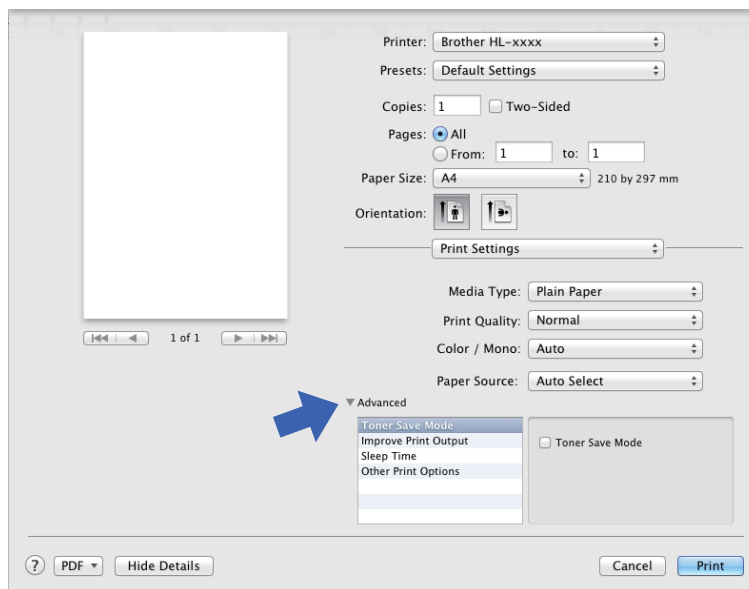 Printer: Brother HL-xxxx
Presets: Default Settings
Copies: 1 Two-Sided
Pages: All
From: 1 to: 1
Paper Size: A4 210 by 297 mm
Orientation:
Print Settings
Media Type: Plain Paper
Print Quality: Normal
1 of 1
Color / Mono: Auto
Paper Source: Auto Select
Advanced
Toner Save Mode
Improve Print Output
Sleep Time
Other Print Options
Toner Save Mode
? PDF Hide Details Cancel Print